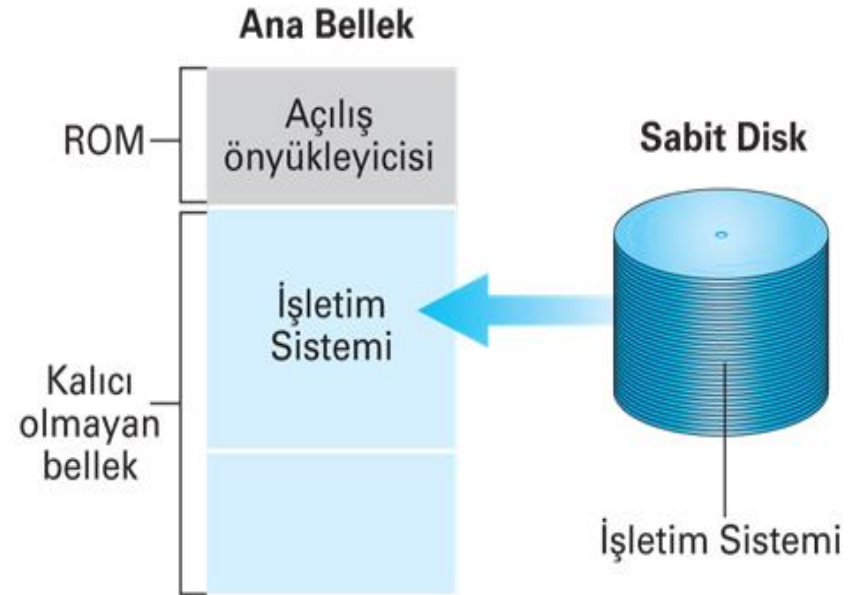 Ana Bellek
ROM
Açılış
önyükleyicisi
Sabit Disk
İşletim
Sistemi
Kalıcı
olmayan
bellek
İşletim Sistemi